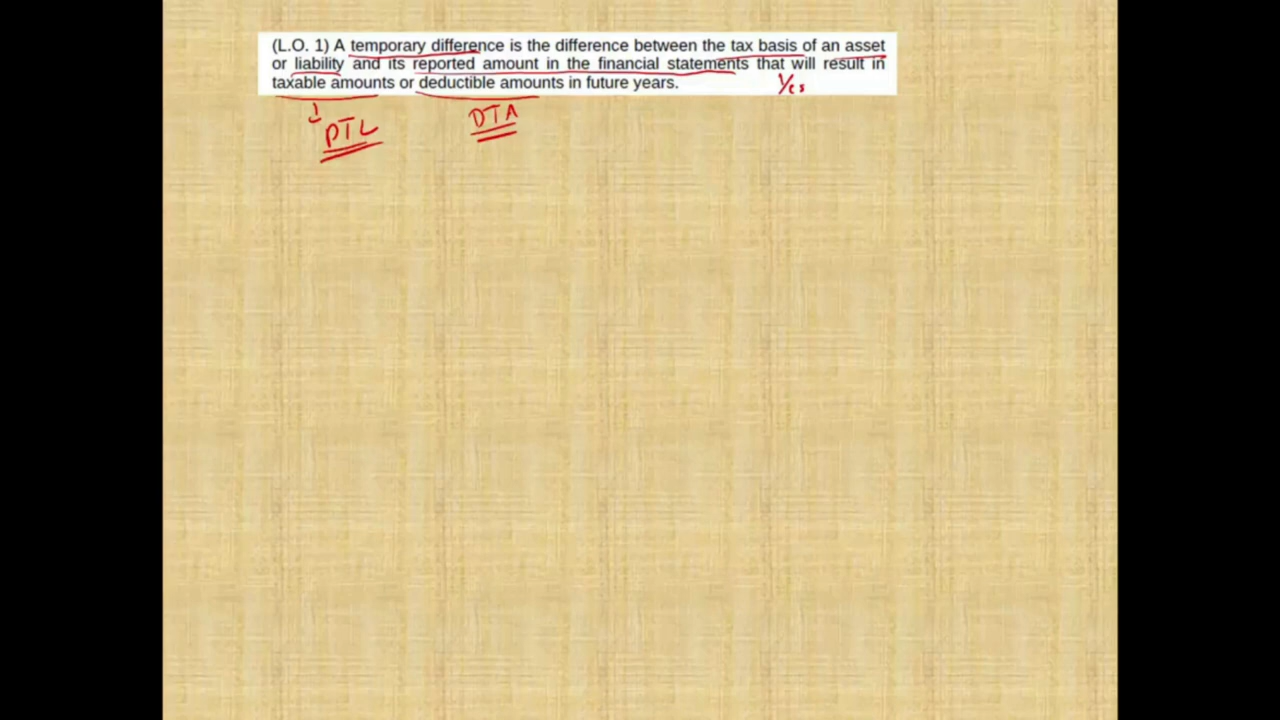 (L.O. 1) A temporary difference is the difference between the tax basis of an asset
or liability and its reported amount in the financial statements that will result in
taxable amounts or deductible amounts in future years.
Yes
DTL
DTA